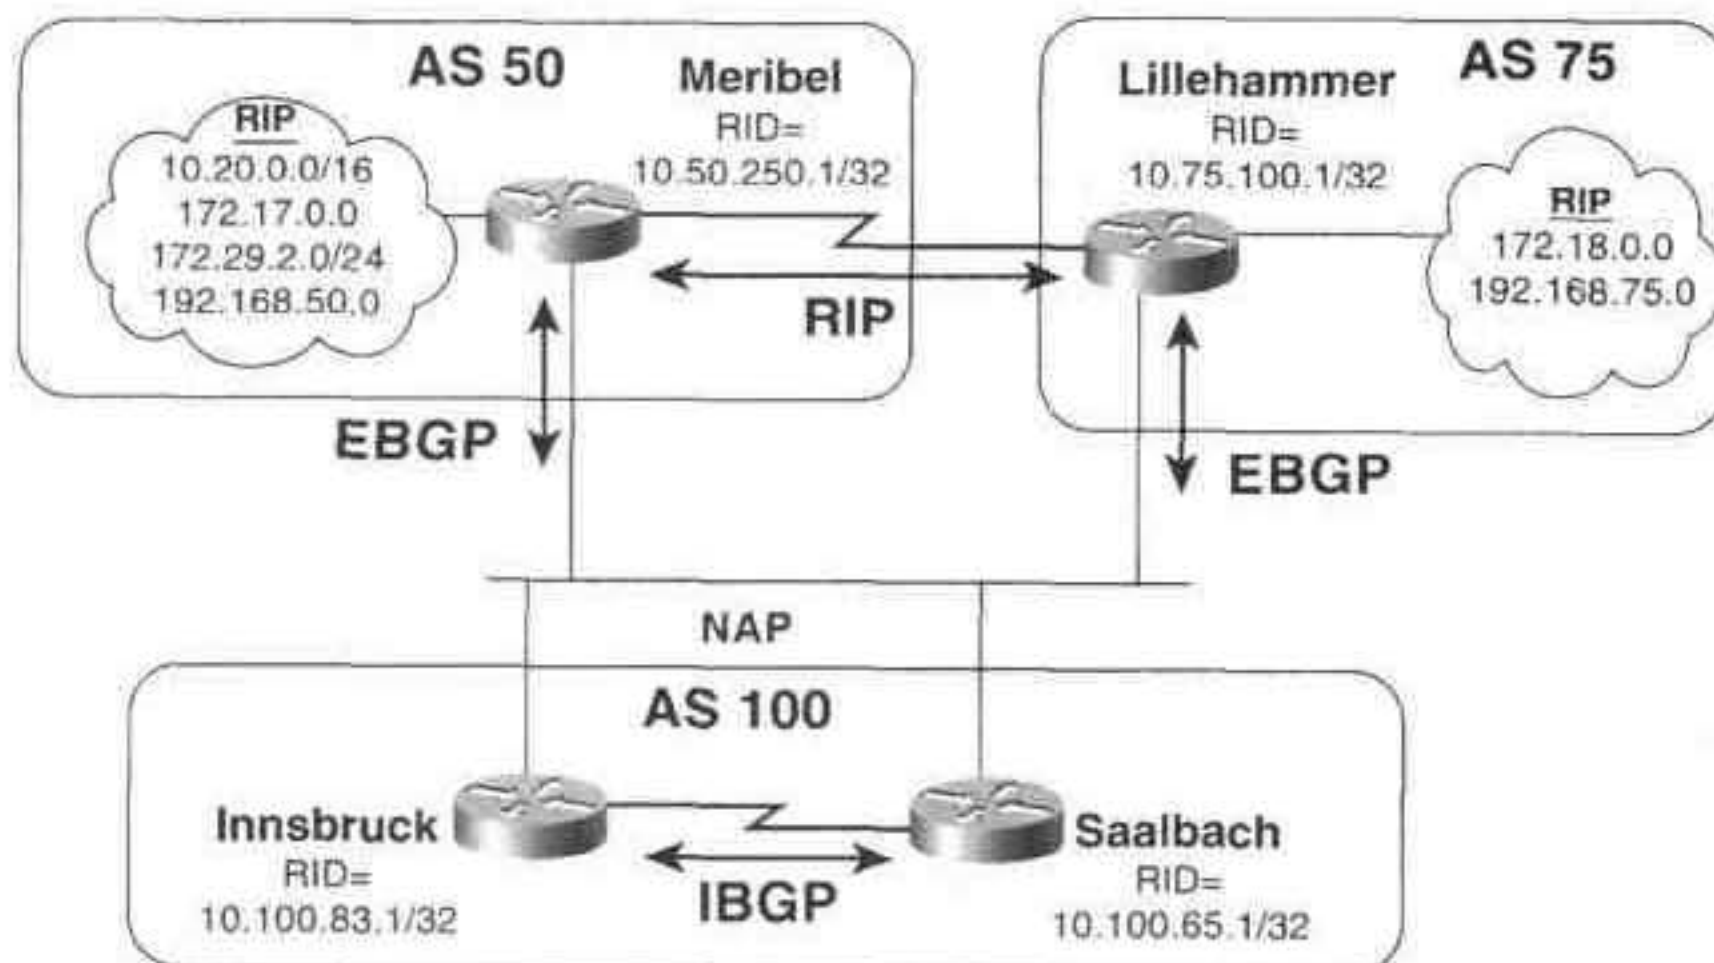 AS 50
Meribel
RID=
10.50.250.1/32
RIP
10.20.0.0/16
172.17.0.0
172.29.2.0/24
192.168.50.0
Lillehammer
RID=
10.75.100.1/32
AS 75
RIP
172.18.0.0
192.168.75.0
RIP
EBGP
EBGP
NAP
AS 100
Innsbruck
RID=
10.100.83.1/32
IBGP
Saalbach
RID=
10.100.65.1/32